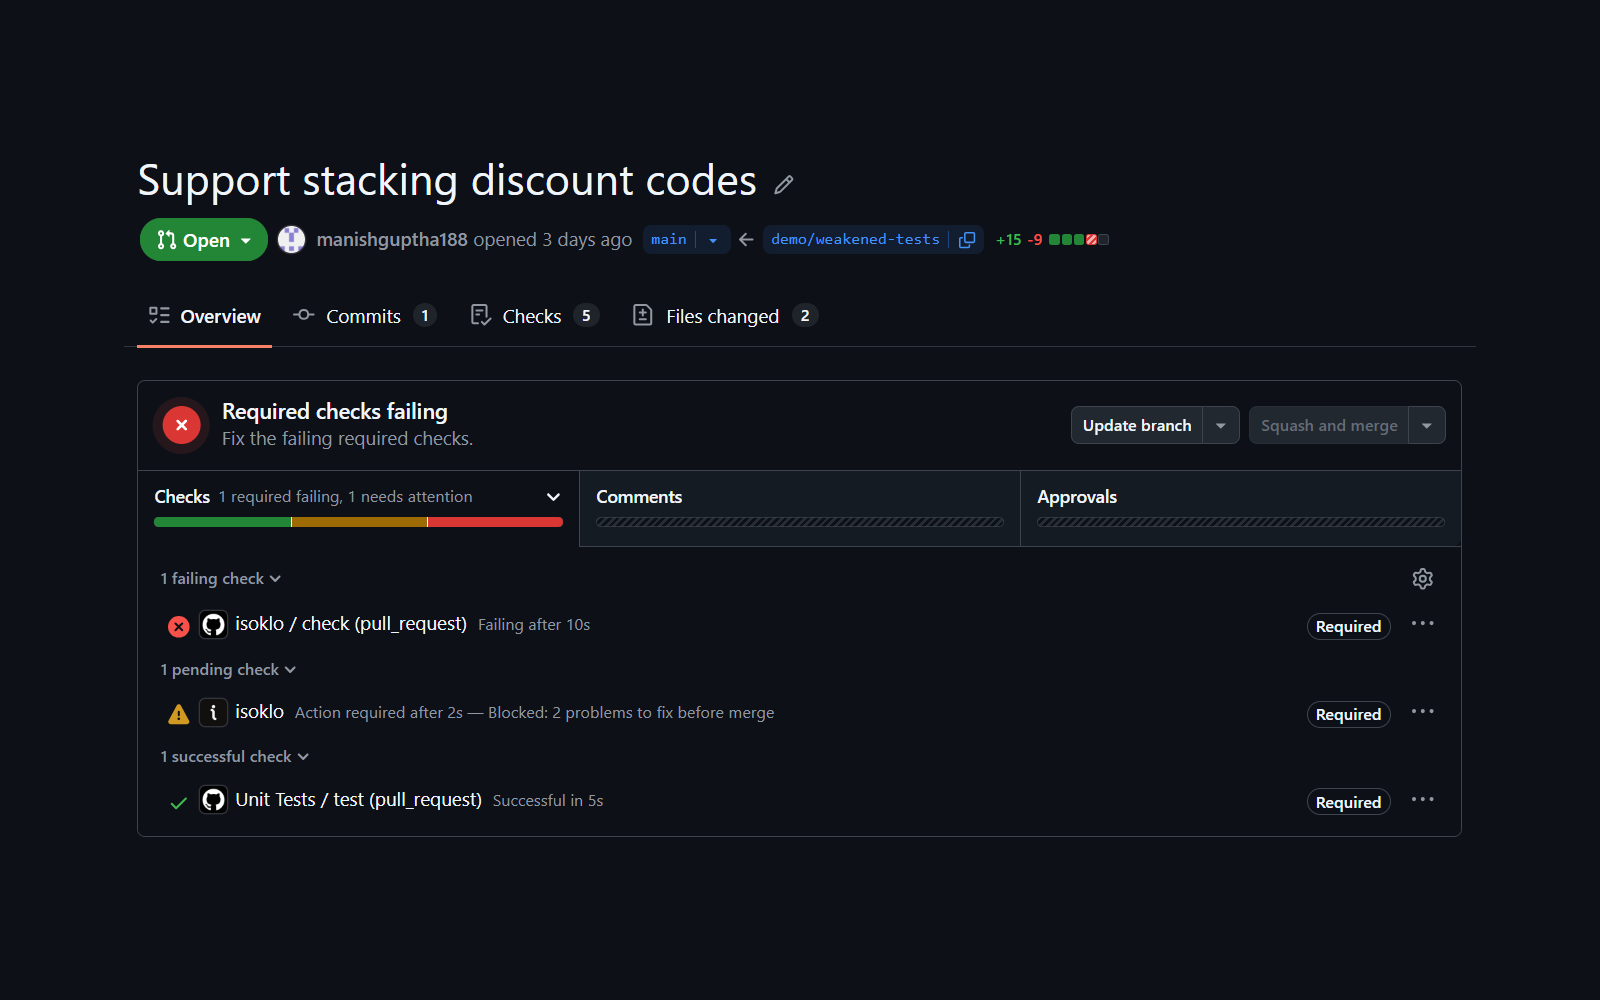 Support stacking discount codes
Open manishguptha188 opened 3 days ago main demo/weakened-tests +15 -9
Overview Commits 1 Checks 5 Files changed 2
Required checks failing
Fix the failing required checks.
Update branch Squash and merge
Checks 1 required failing, 1 needs attention
Comments
Approvals
1 failing check
isoklo / check (pull_request) Failing after 10s Required
1 pending check
i isoklo Action required after 2s — Blocked: 2 problems to fix before merge Required
1 successful check
Unit Tests / test (pull_request) Successful in 5s Required